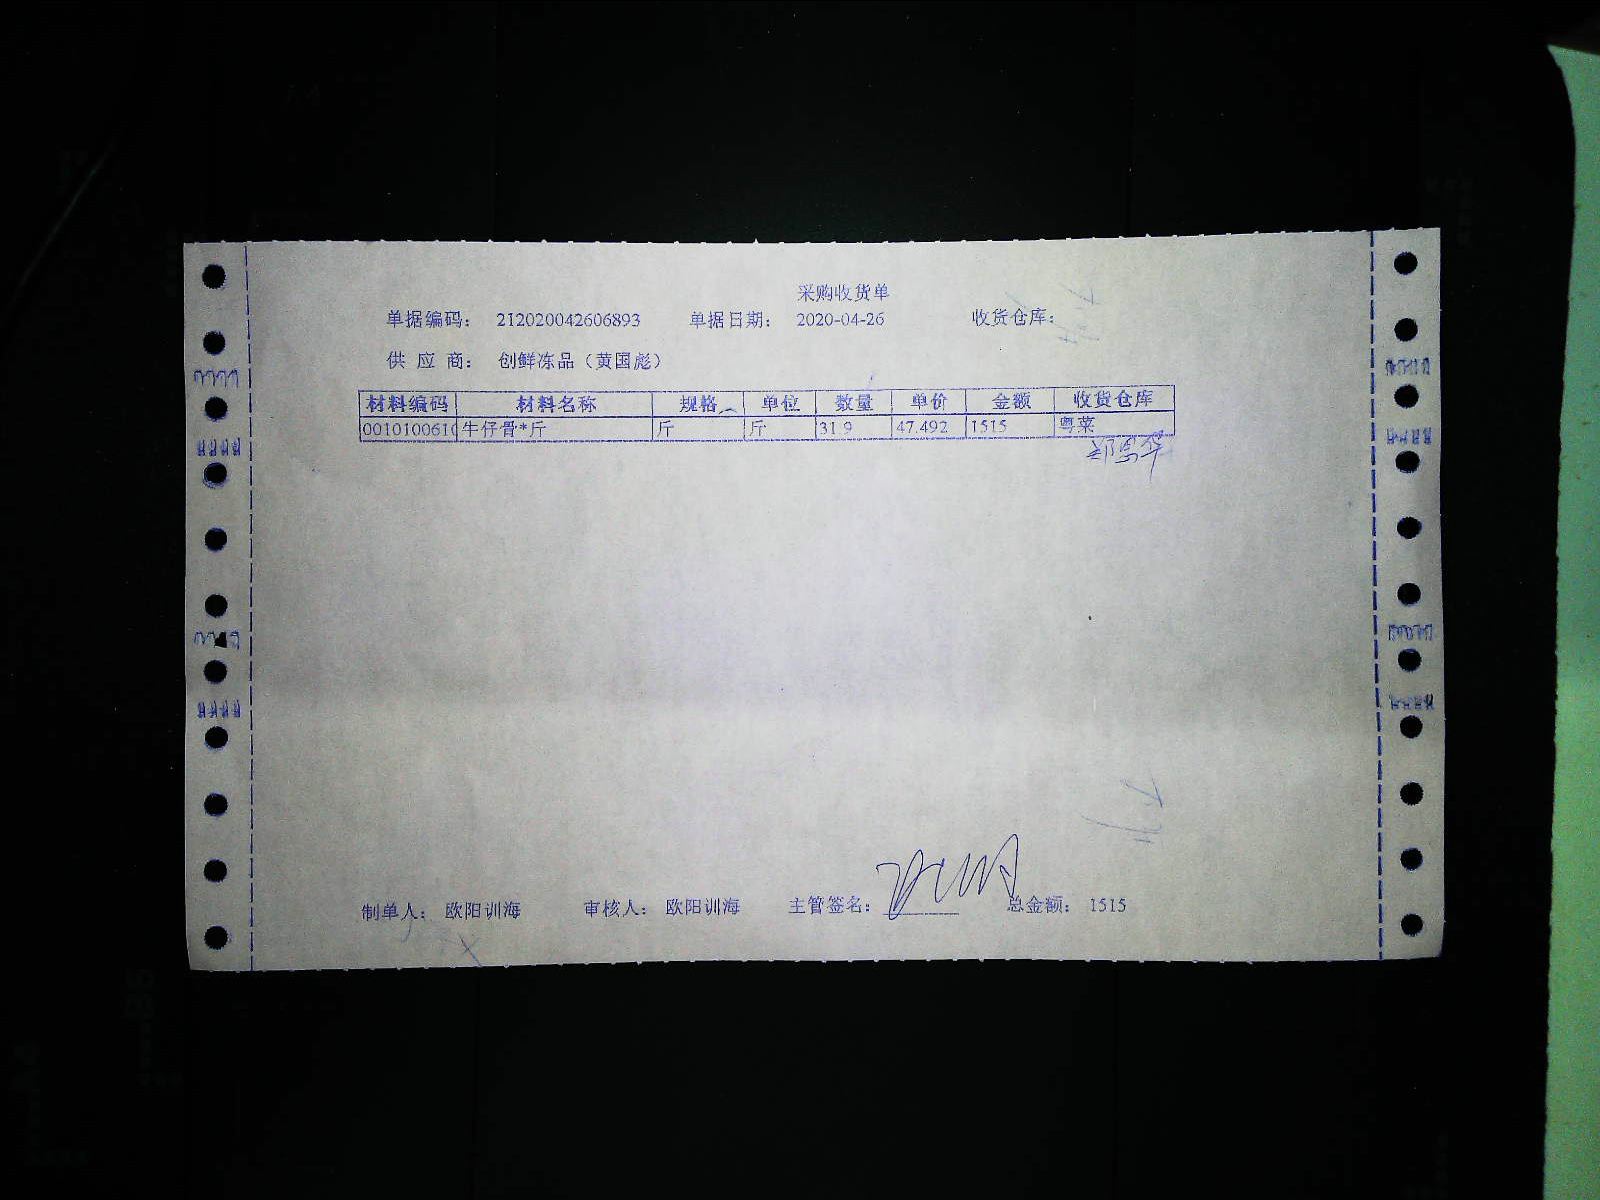 采购收货单
单据编码： 212020042606893 单据日期： 2020-04-26 收货仓库：
供 应 商： 创鲜冻品（黄国彪）
材料编码 材料名称 规格 单位 数量 单价 金额 收货仓库
0010100610 牛仔骨*斤 斤 斤 31.9 47.492 1515 粤菜
制单人： 欧阳训海 审核人： 欧阳训海 主管签名： 总金额： 1515